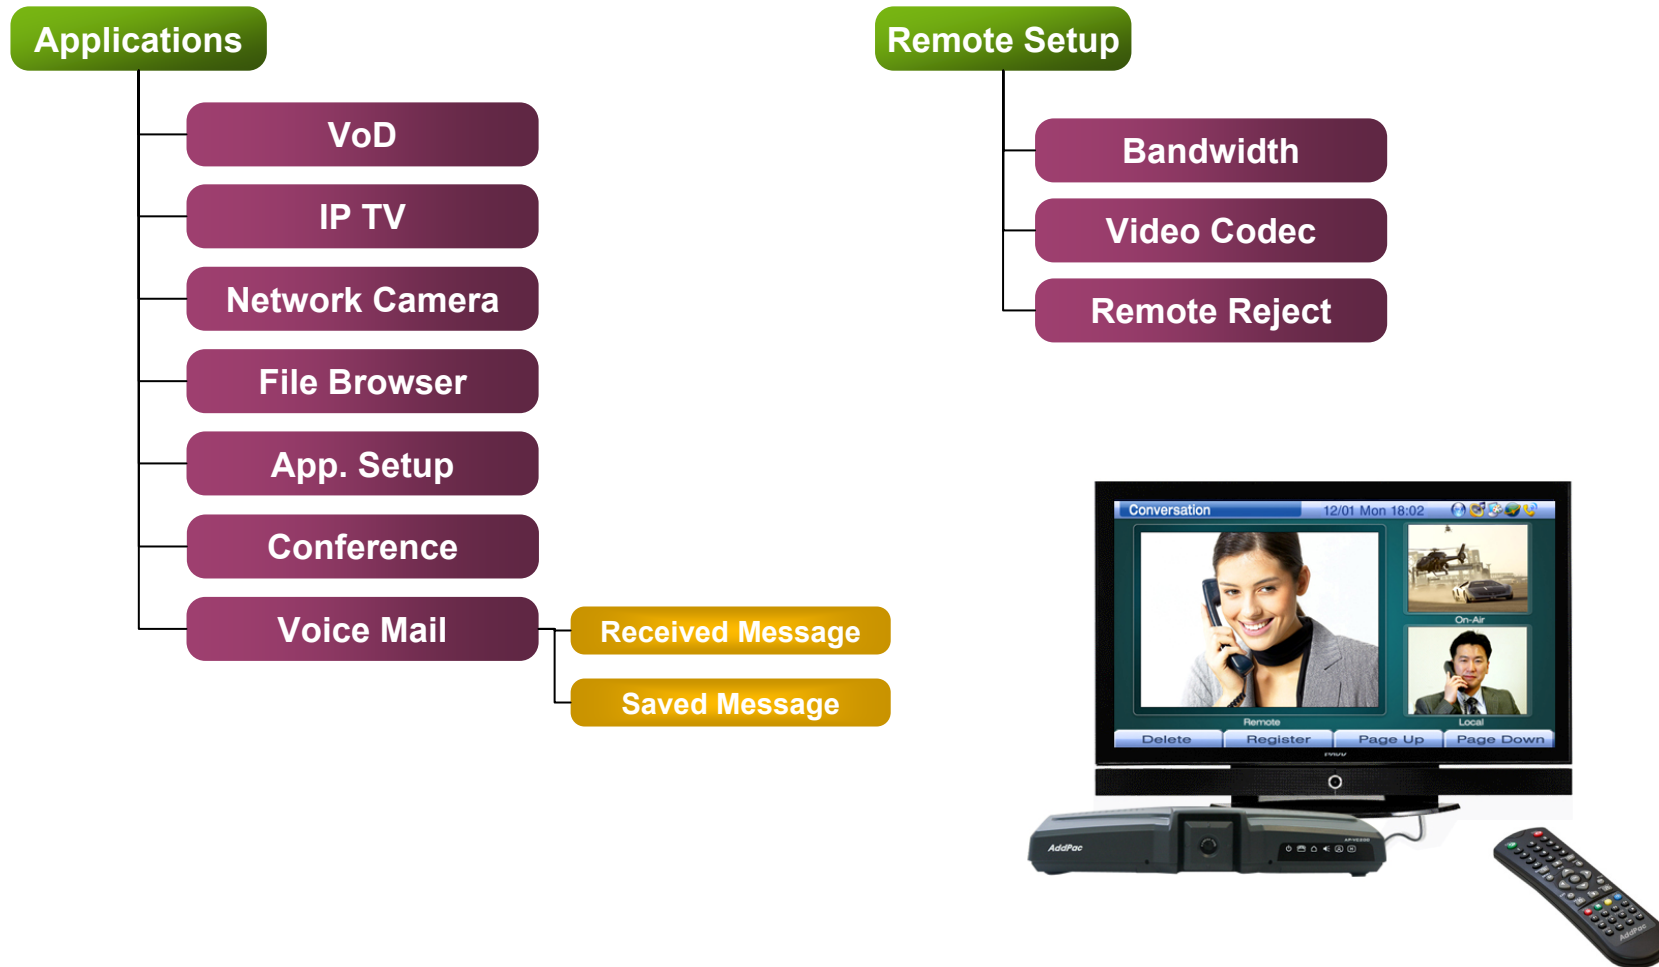 Applications
VoD
IP TV
Network Camera
File Browser
App. Setup
Conference
Voice Mail
Received Message
Saved Message
Remote Setup
Bandwidth
Video Codec
Remote Reject
Conversation 12/01 Mon 18:02
On-Air
Remote
Local
Delete Register Page Up Page Down
AddPac
AddPac